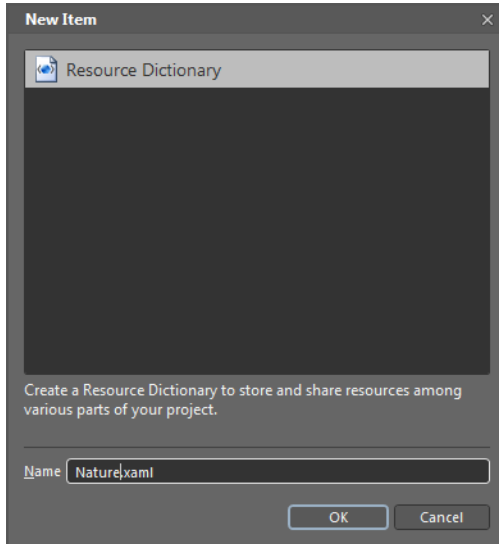 New Item
Resource Dictionary
Create a Resource Dictionary to store and share resources among
various parts of your project.
Name Nature.xaml
OK Cancel